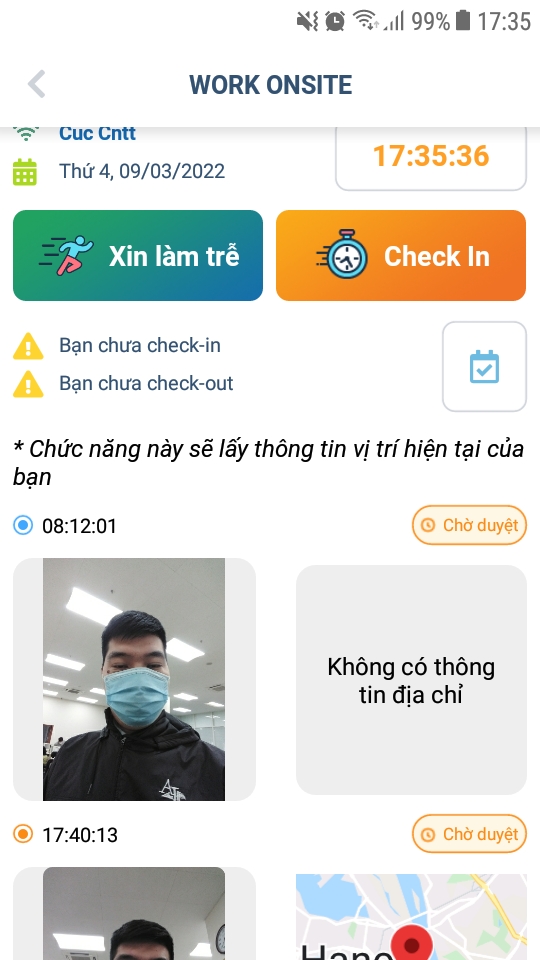 99% 17:35
WORK ONSITE
Cuc Cntt
Thứ 4, 09/03/2022
17:35:36
Xin làm trễ
Check In
Bạn chưa check-in
Bạn chưa check-out
* Chức năng này sẽ lấy thông tin vị trí hiện tại của
bạn
08:12:01
Chờ duyệt
Không có thông
tin địa chỉ
17:40:13
Chờ duyệt
Hano